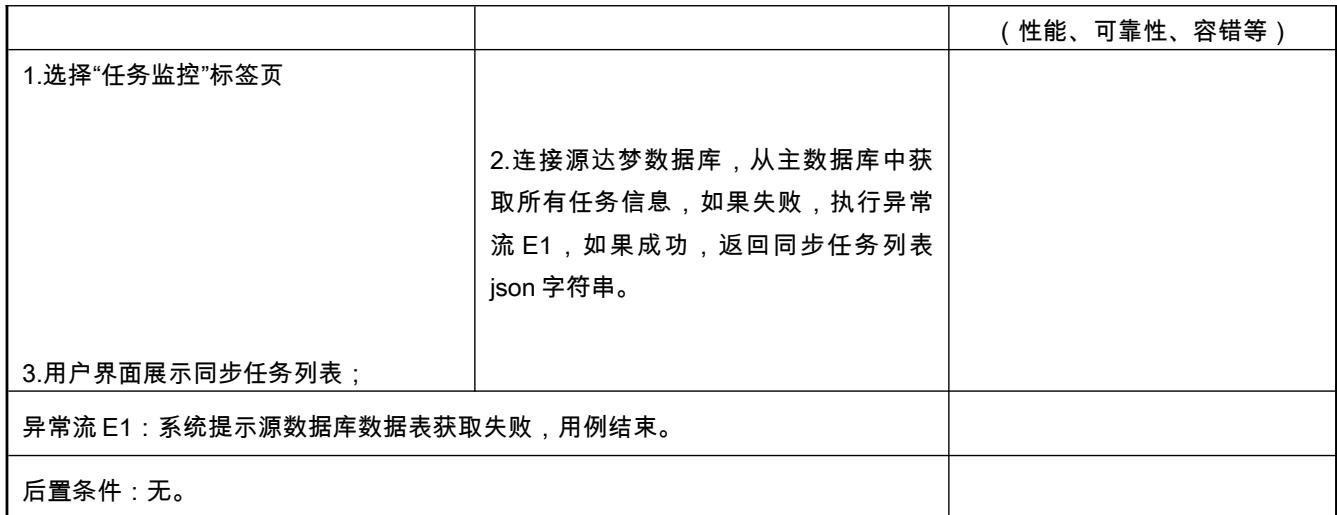 （性能、可靠性、容错等）
1.选择“任务监控”标签页
2.连接源达梦数据库，从主数据库中获
取所有任务信息，如果失败，执行异常
流 E1，如果成功，返回同步任务列表
json 字符串。
3.用户界面展示同步任务列表；
异常流 E1：系统提示源数据库数据表获取失败，用例结束。
后置条件：无。